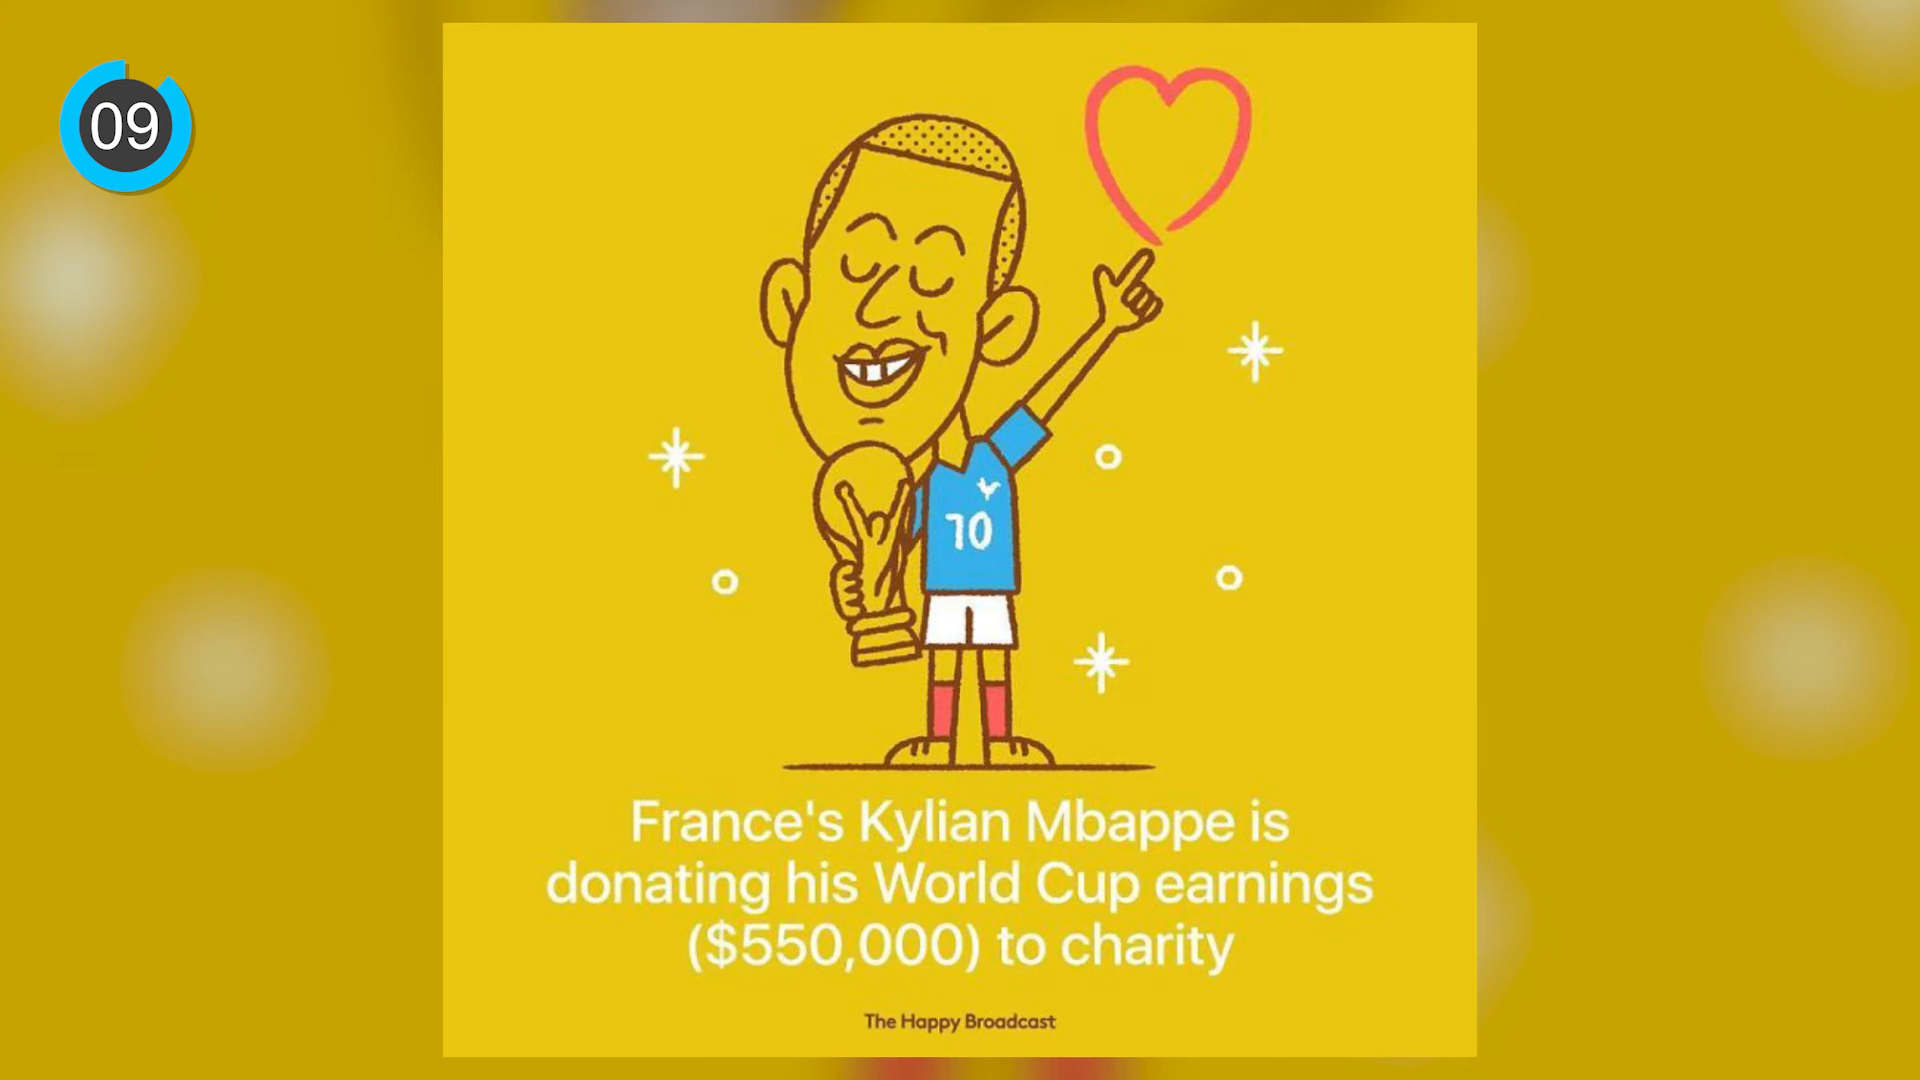 09
10
France's Kylian Mbappe is
donating his World Cup earnings
($550,000) to charity
The Happy Broadcast